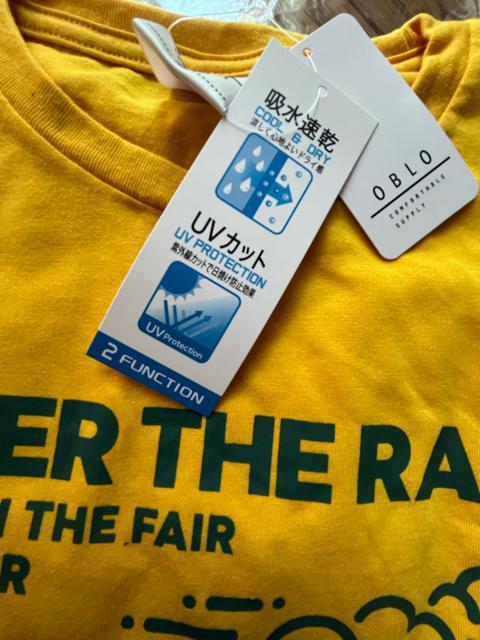 吸水速乾
COOL & DRY
涼しく心地よいドライ感
UVカット
UV PROTECTION
紫外線カットで日焼け防止効果
UV Protection
2 FUNCTION
OBLO
COMFORTABLE
SUPPLY
ER THE RA
THE FAIR
R